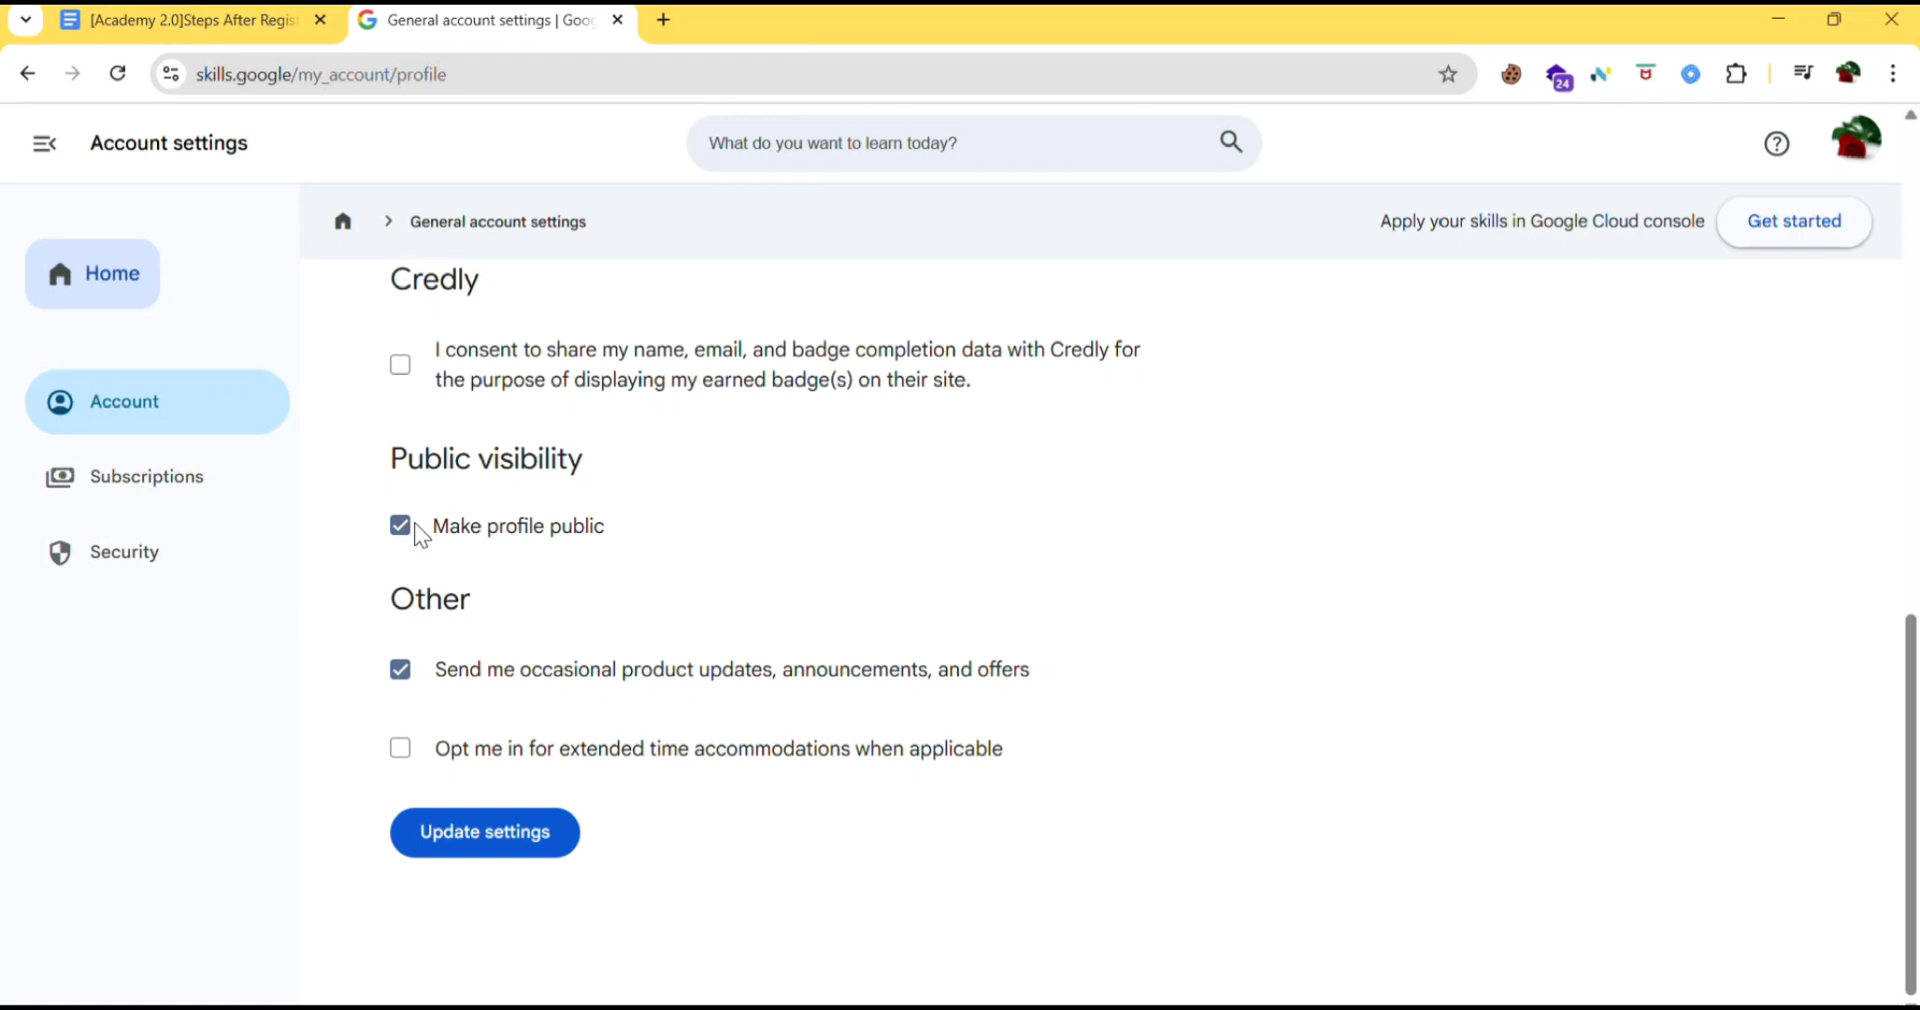 [Academy 2.0]Steps After Regis
General account settings | Goo
skills.google/my_account/profile
24
Account settings
What do you want to learn today?
General account settings
Apply your skills in Google Cloud console
Get started
Home
Account
Subscriptions
Security
Credly
I consent to share my name, email, and badge completion data with Credly for
the purpose of displaying my earned badge(s) on their site.
Public visibility
Make profile public
Other
Send me occasional product updates, announcements, and offers
Opt me in for extended time accommodations when applicable
Update settings